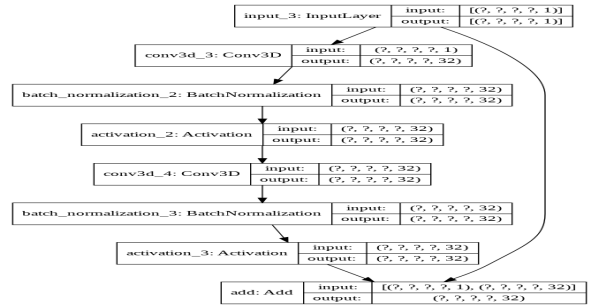 input_3: InputLayer input: [(?, ?, ?, ?, 1)]
output: [(?, ?, ?, ?, 1)]
conv3d_3: Conv3D input: (?, ?, ?, ?, 1)
output: (?, ?, ?, ?, 32)
batch_normalization_2: BatchNormalization input: (?, ?, ?, ?, 32)
output: (?, ?, ?, ?, 32)
activation_2: Activation input: (?, ?, ?, ?, 32)
output: (?, ?, ?, ?, 32)
conv3d_4: Conv3D input: (?, ?, ?, ?, 32)
output: (?, ?, ?, ?, 32)
batch_normalization_3: BatchNormalization input: (?, ?, ?, ?, 32)
output: (?, ?, ?, ?, 32)
activation_3: Activation input: (?, ?, ?, ?, 32)
output: (?, ?, ?, ?, 32)
add: Add input: [(?, ?, ?, ?, 1), (?, ?, ?, ?, 32)]
output: (?, ?, ?, ?, 32)